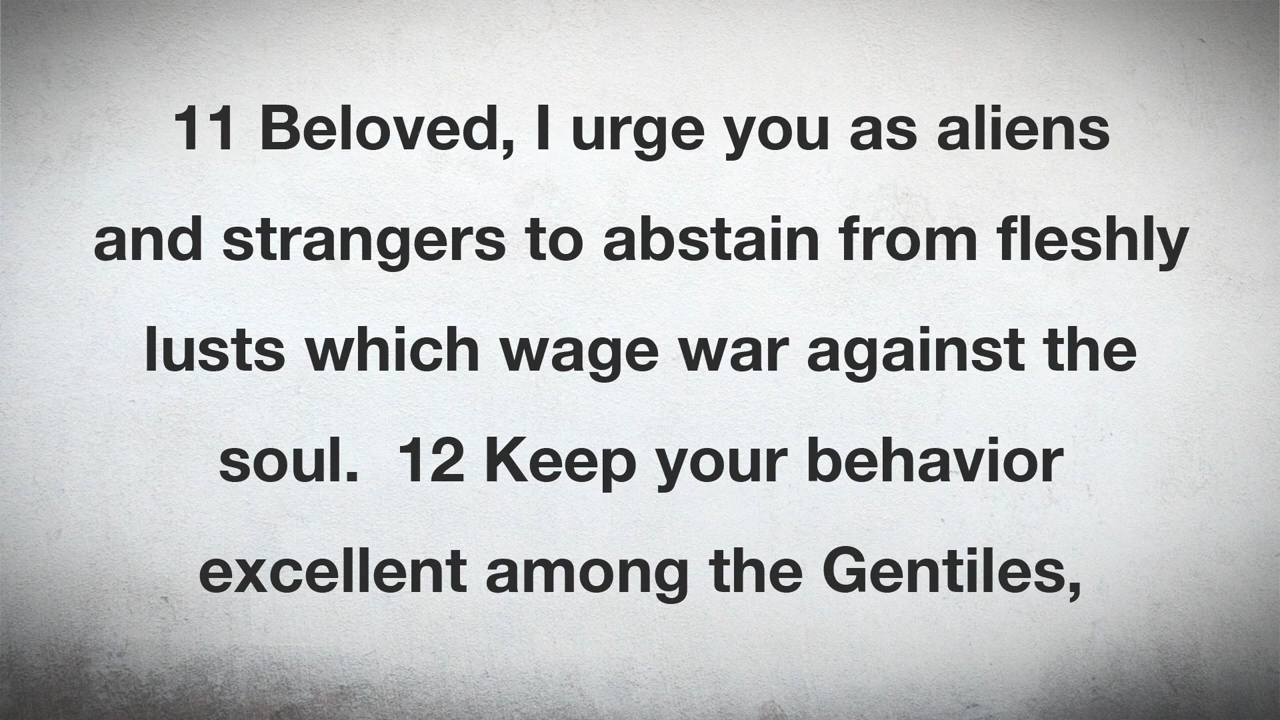 11 Beloved, I urge you as aliens
and strangers to abstain from fleshly
lusts which wage war against the
soul.  12 Keep your behavior
excellent among the Gentiles,